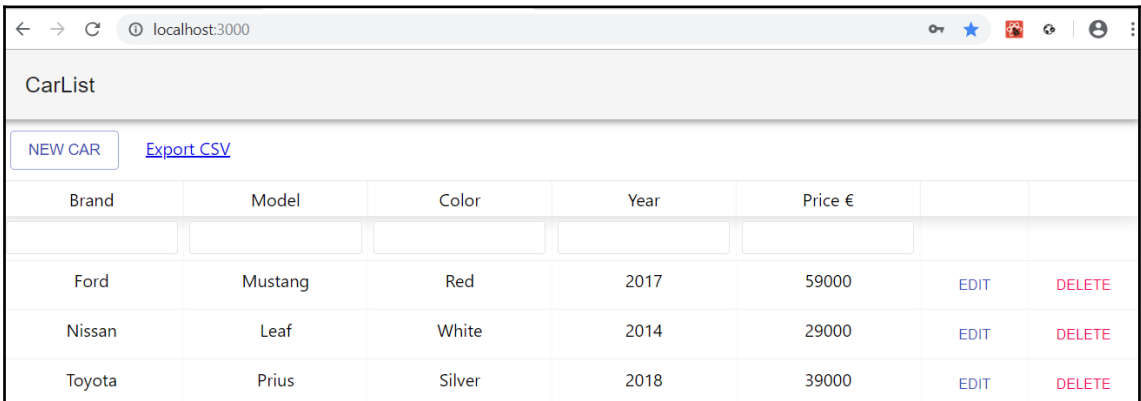 localhost:3000
CarList
NEW CAR Export CSV
Brand Model Color Year Price €
Ford Mustang Red 2017 59000 EDIT DELETE
Nissan Leaf White 2014 29000 EDIT DELETE
Toyota Prius Silver 2018 39000 EDIT DELETE